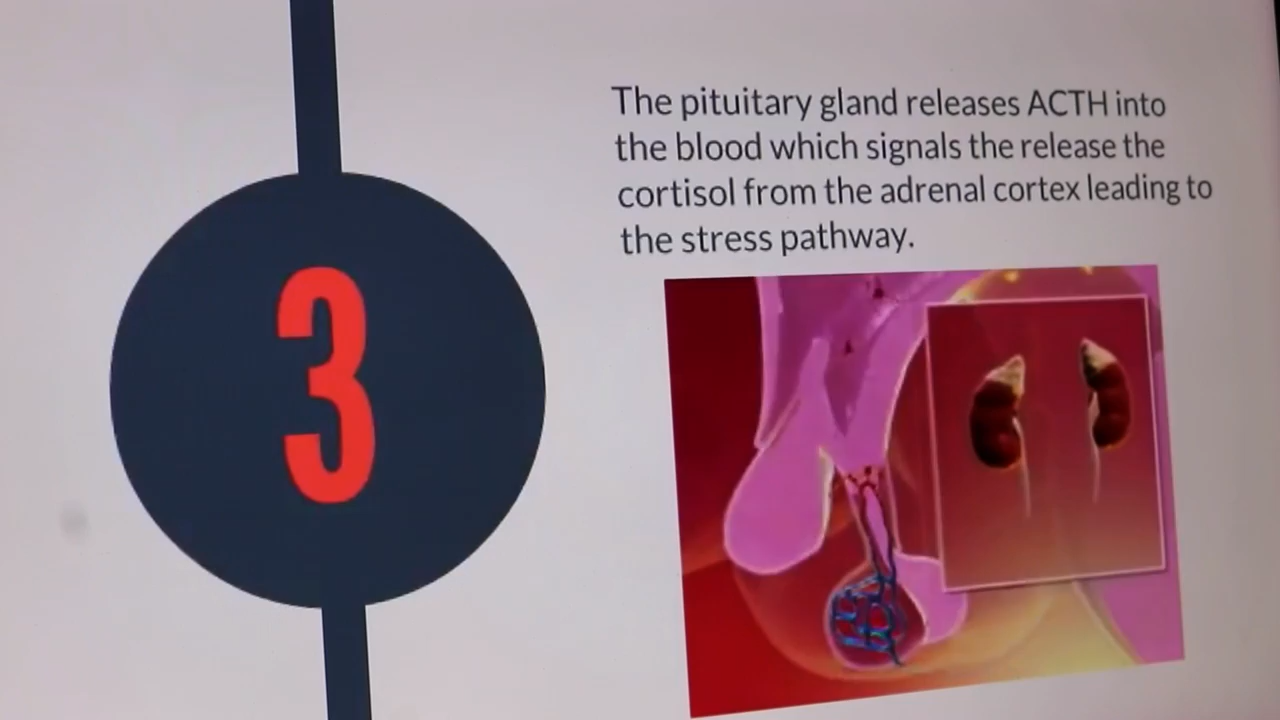 3
The pituitary gland releases ACTH into
the blood which signals the release the
cortisol from the adrenal cortex leading to
the stress pathway.